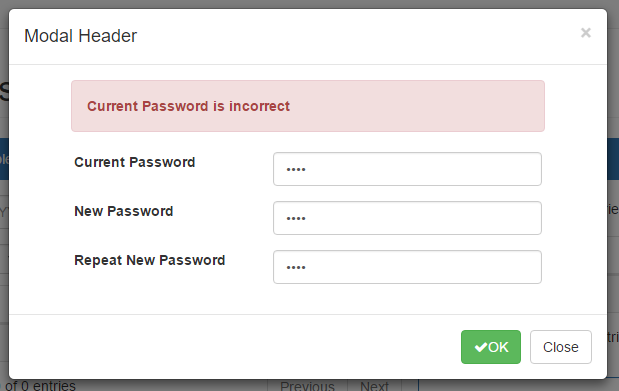 Modal Header
×
Current Password is incorrect
Current Password
••••
New Password
••••
Repeat New Password
••••
OK
Close
of 0 entries
Previous
Next